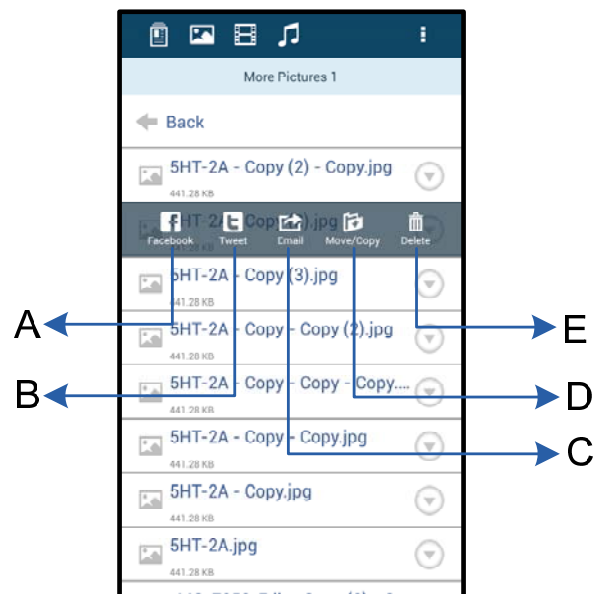 More Pictures 1
Back
5HT-2A - Copy (2) - Copy.jpg
441.28 KB
Facebook Tweet Email Move/Copy Delete
5HT-2A - Copy (3).jpg
441.28 KB
A
5HT-2A - Copy - Copy (2).jpg
E
441.28 KB
B
5HT-2A - Copy - Copy - Copy....
D
441.28 KB
5HT-2A - Copy - Copy.jpg
C
441.28 KB
5HT-2A - Copy.jpg
441.28 KB
5HT-2A.jpg
441.28 KB